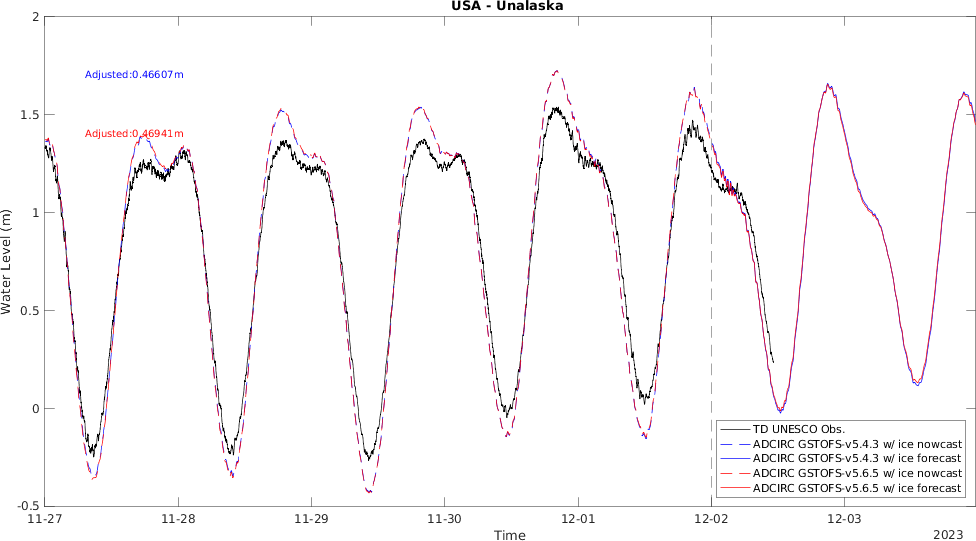 USA - Unalaska
2
1.5
1
0.5
0
-0.5
Water Level (m)
Adjusted:0.46607m
Adjusted:0.46941m
TD UNESCO Obs.
ADCIRC GSTOFS-v5.4.3 w/ ice nowcast
ADCIRC GSTOFS-v5.4.3 w/ ice forecast
ADCIRC GSTOFS-v5.6.5 w/ ice nowcast
ADCIRC GSTOFS-v5.6.5 w/ ice forecast
11-27 11-28 11-29 11-30 12-01 12-02 12-03
Time
2023